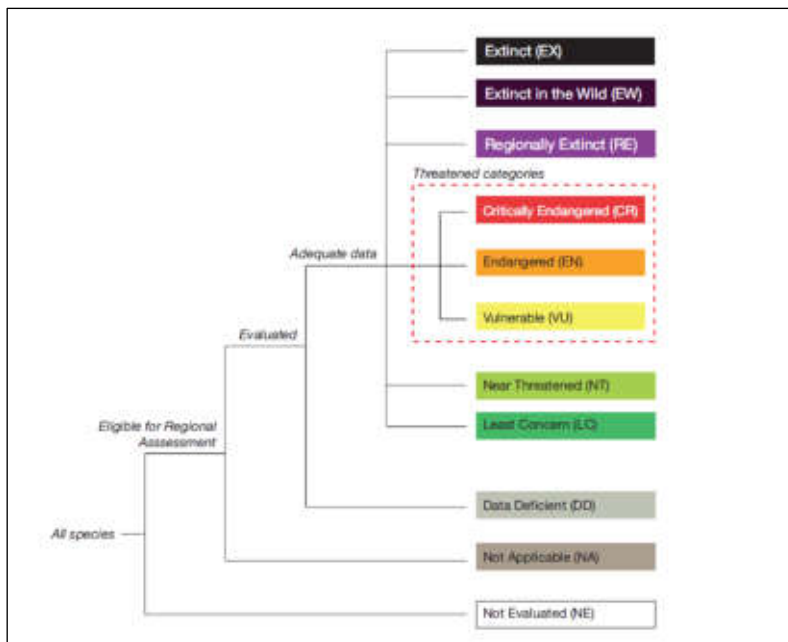 Extinct (EX)
Extinct in the Wild (EW)
Regionally Extinct (RE)
Threatened categories
Critically Endangered (CR)
Adequate data
Endangered (EN)
Vulnerable (VU)
Evaluated
Near Threatened (NT)
Least Concern (LC)
Eligible for Regional
Asssessment
Data Deficient (DD)
All species
Not Applicable (NA)
Not Evaluated (NE)